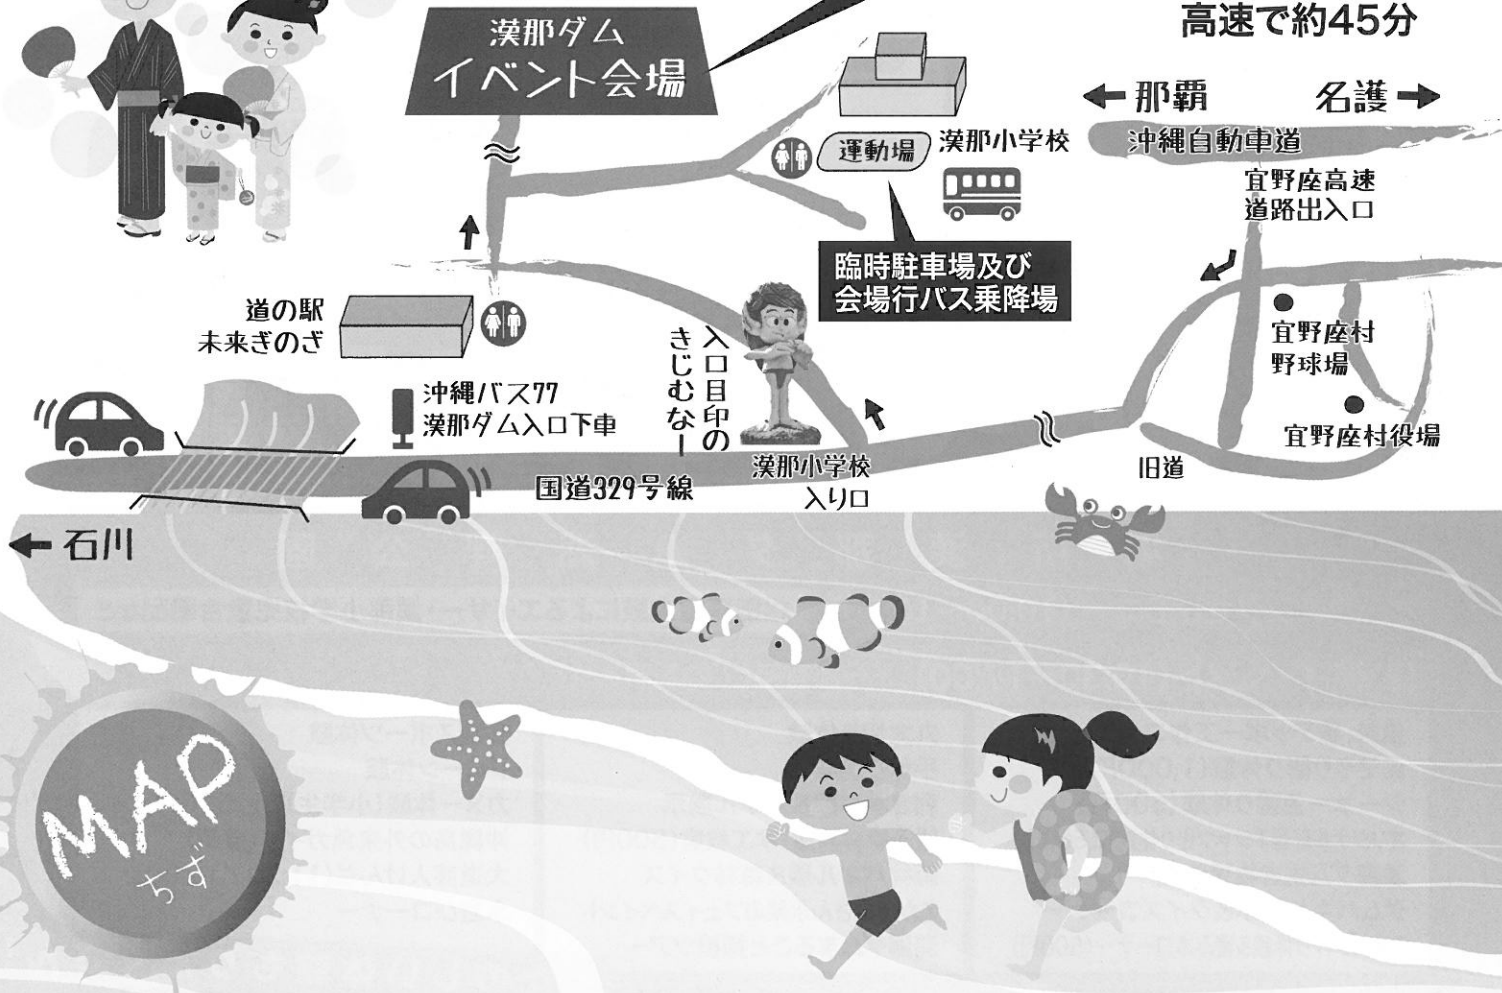 高速で約45分
漢那ダム
イベント会場
那覇
名護
沖縄自動車道
運動場
漢那小学校
宜野座高速
道路出入口
臨時駐車場及び
会場行バス乗降場
道の駅
未来ぎのざ
入口目印の
きじむなー
宜野座村
野球場
沖縄バス77
漢那ダム入口下車
宜野座村役場
漢那小学校
入り口
旧道
国道329号線
石川
MAP
ちず